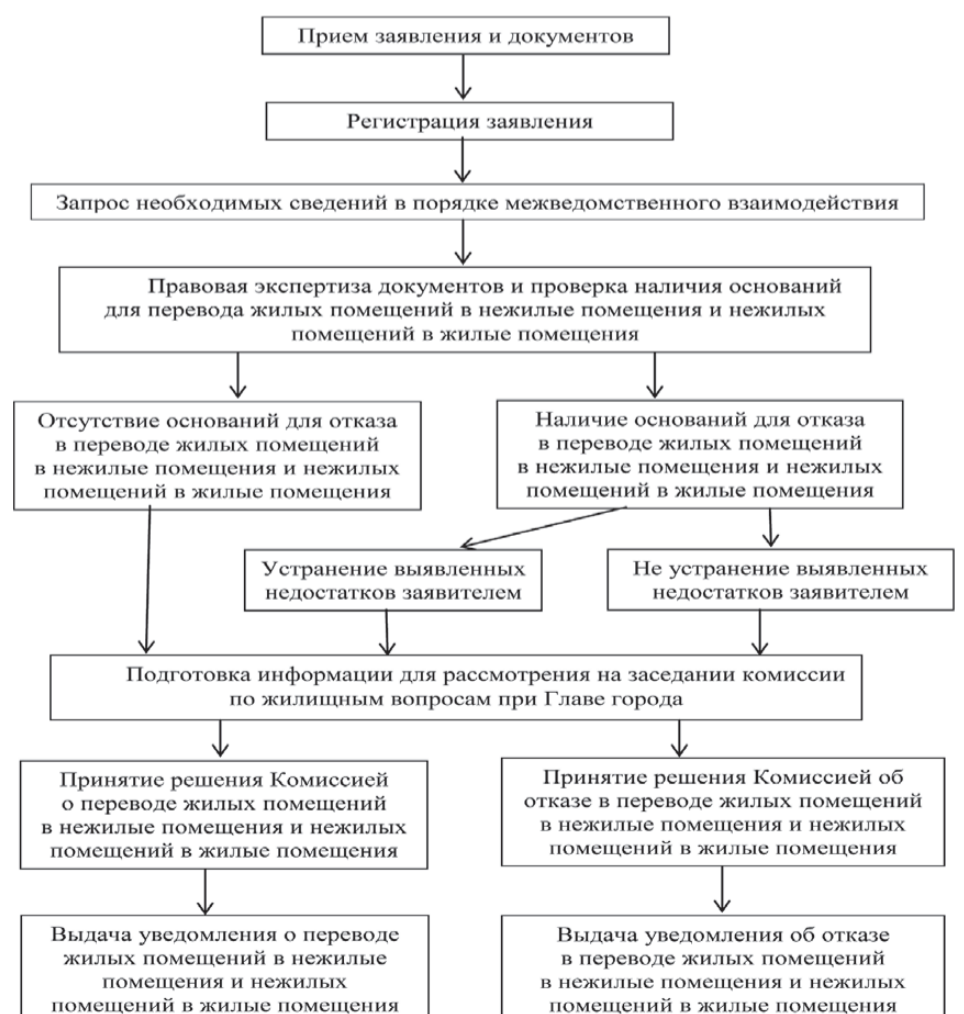 Прием заявления и документов
Регистрация заявления
Запрос необходимых сведений в порядке межведомственного взаимодействия
Правовая экспертиза документов и проверка наличия оснований
для перевода жилых помещений в нежилые помещения и нежилых
помещений в жилые помещения
Отсутствие оснований для отказа
в переводе жилых помещений
в нежилые помещения и нежилых
помещений в жилые помещения
Наличие оснований для отказа
в переводе жилых помещений
в нежилые помещения и нежилых
помещений в жилые помещения
Устранение выявленных
недостатков заявителем
Не устранение выявленных
недостатков заявителем
Подготовка информации для рассмотрения на заседании комиссии
по жилищным вопросам при Главе города
Принятие решения Комиссией
о переводе жилых помещений
в нежилые помещения и нежилых
помещений в жилые помещения
Принятие решения Комиссией об
отказе в переводе жилых помещений
в нежилые помещения и нежилых
помещений в жилые помещения
Выдача уведомления о переводе
жилых помещений в нежилые
помещения и нежилых
помещений в жилые помещения
Выдача уведомления об отказе
в переводе жилых помещений
в нежилые помещения и нежилых
помещений в жилые помещения